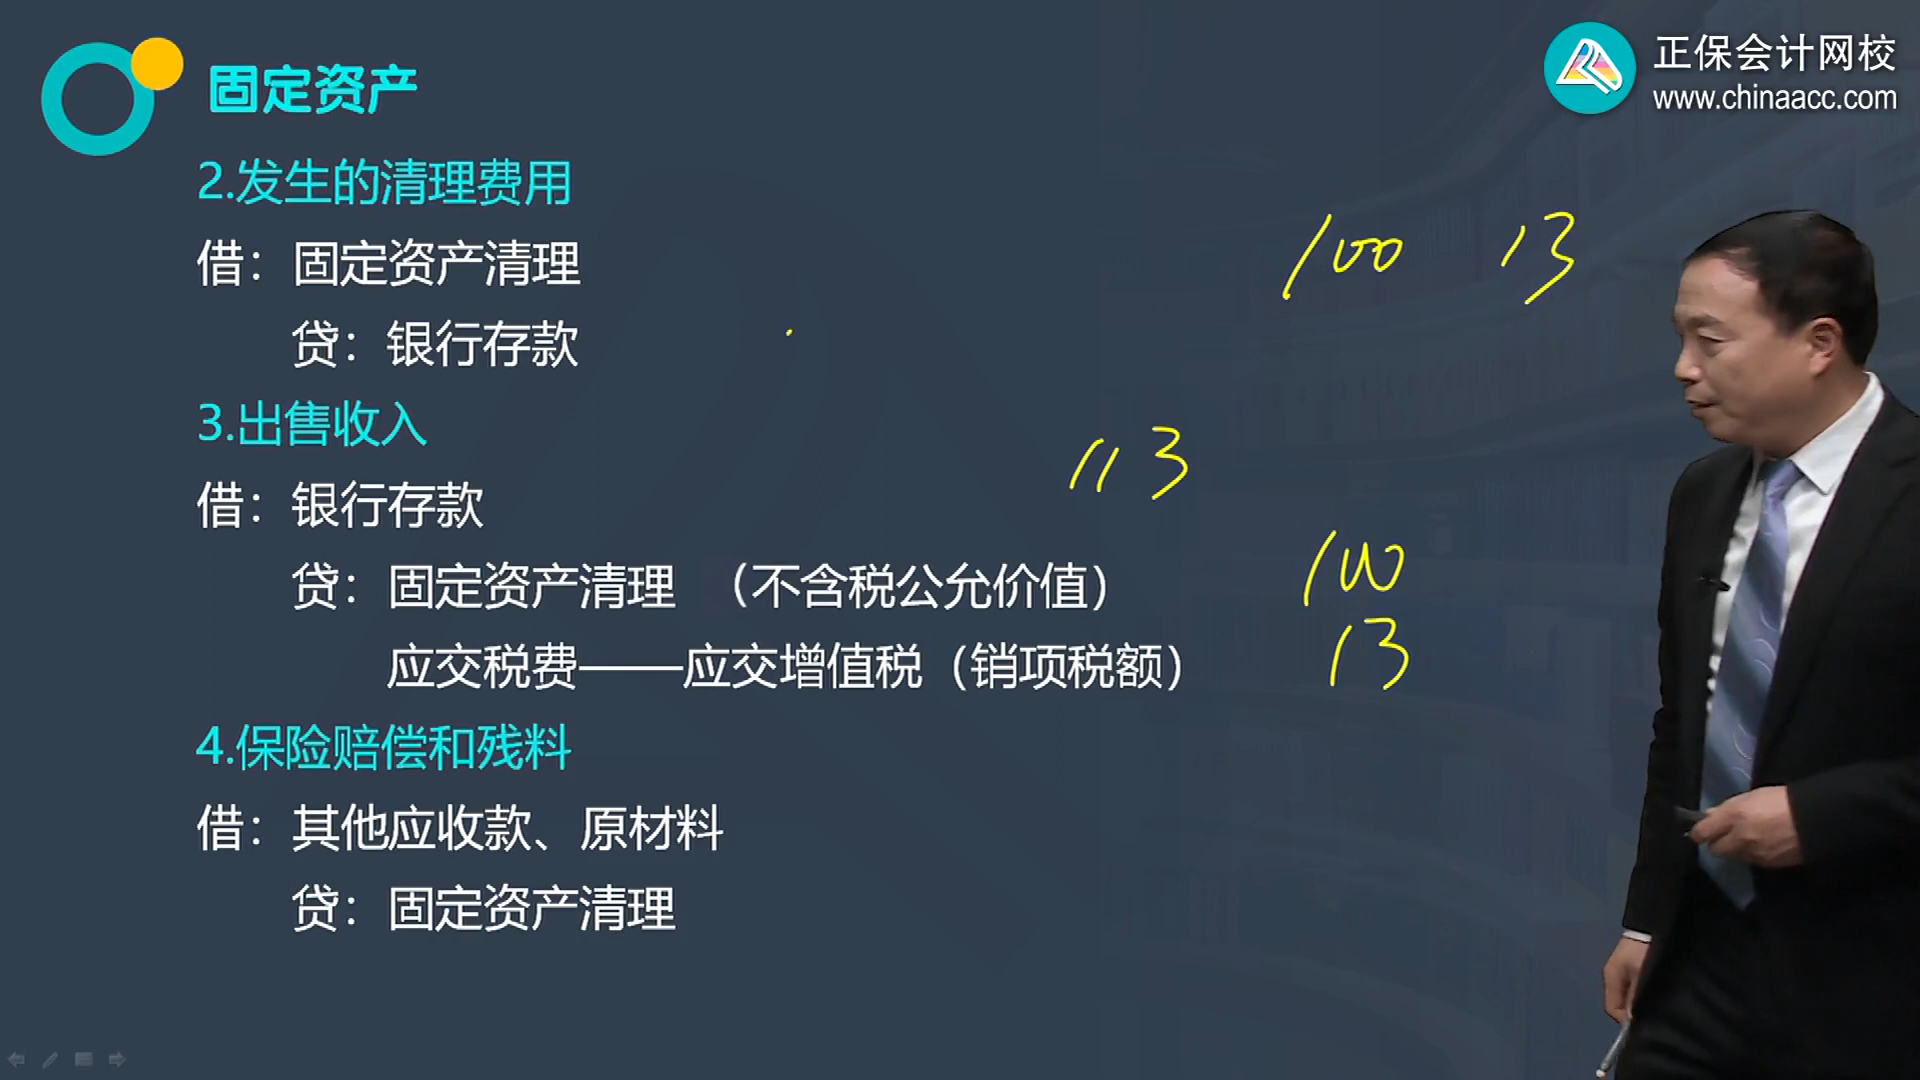 固定资产
正保会计网校
www.chinaacc.com
2.发生的清理费用
借：固定资产清理
100 13
贷：银行存款
3.出售收入
113
借：银行存款
贷：固定资产清理 （不含税公允价值） 100
应交税费——应交增值税（销项税额） 13
4.保险赔偿和残料
借：其他应收款、原材料
贷：固定资产清理